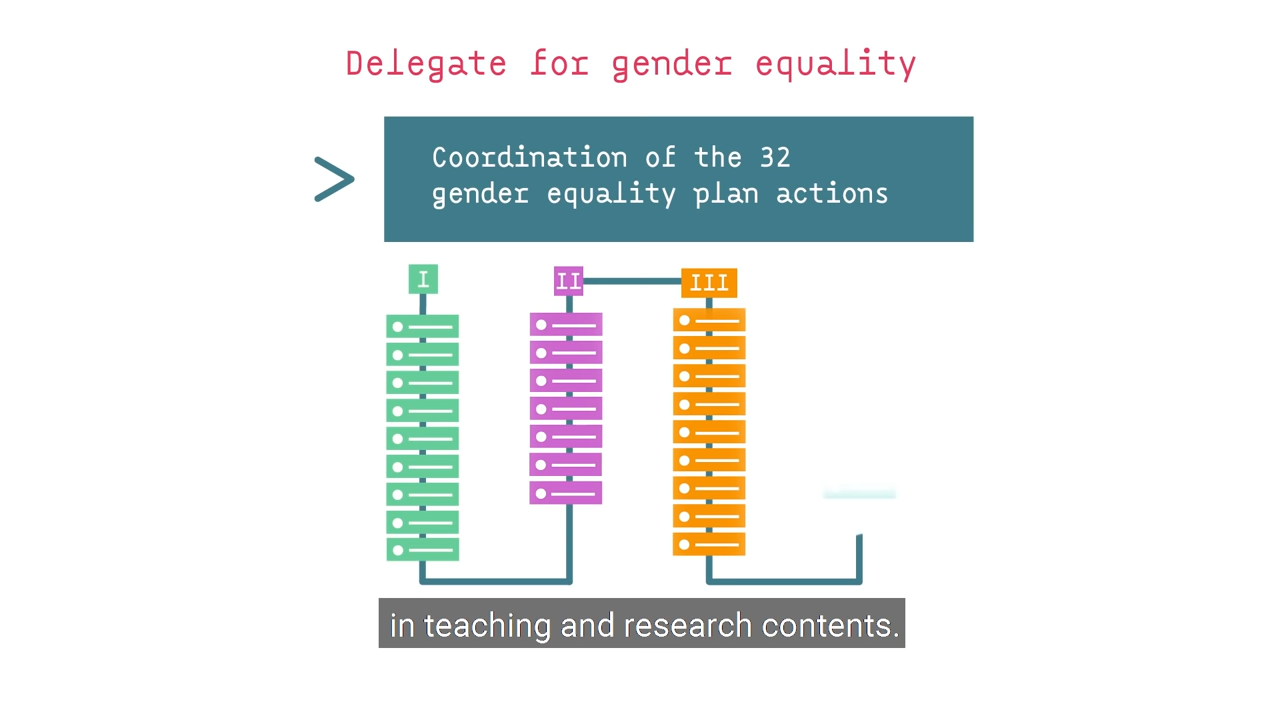 Delegate for gender equality
Coordination of the 32
gender equality plan actions
I
II
III
in teaching and research contents.